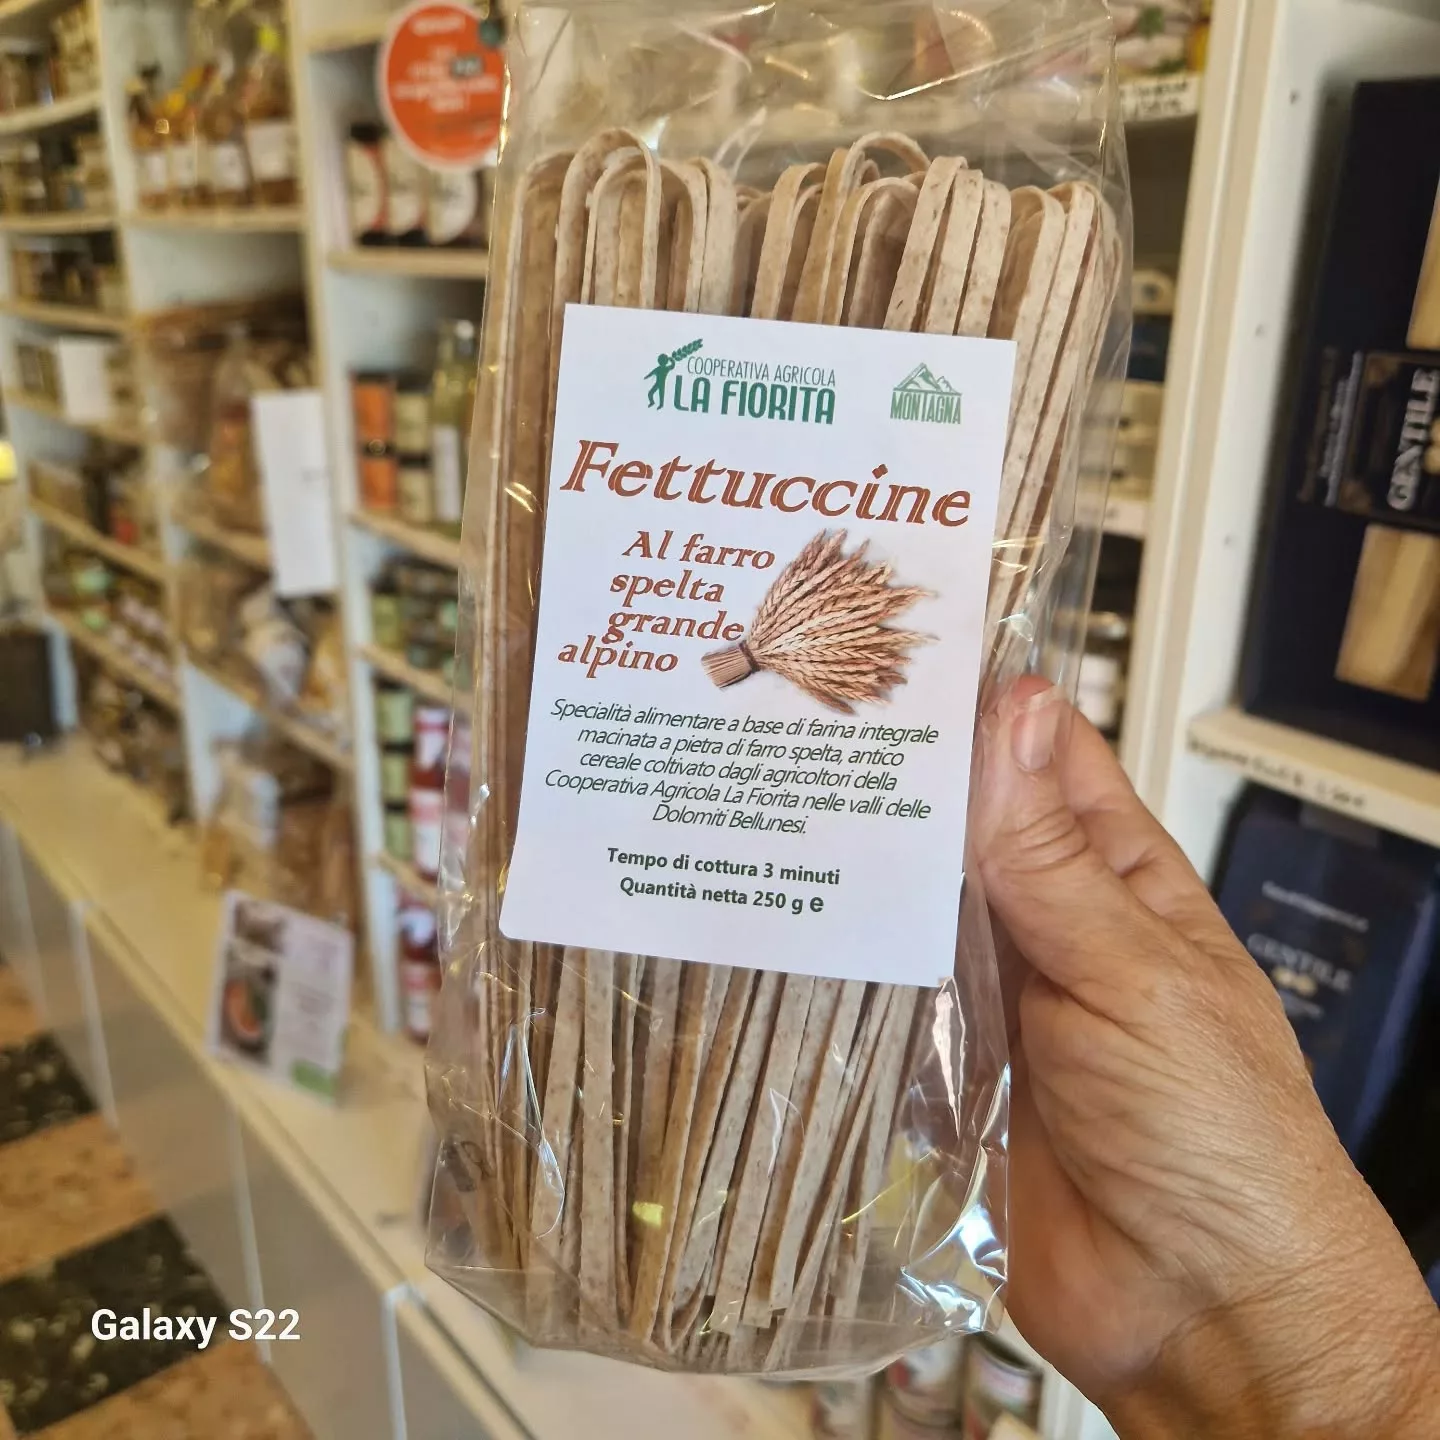 COOPERATIVA AGRICOLA
LA FIORITA
MONTAGNA
Fettuccine
Al farro
spelta
grande
alpino
Specialità alimentare a base di farina integrale
macinata a pietra di farro spelta, antico
cereale coltivato dagli agricoltori della
Cooperativa Agricola La Fiorita nelle valli delle
Dolomiti Bellunesi.
Tempo di cottura 3 minuti
Quantità netta 250 g e
GENTILE
GENTILE
Galaxy S22